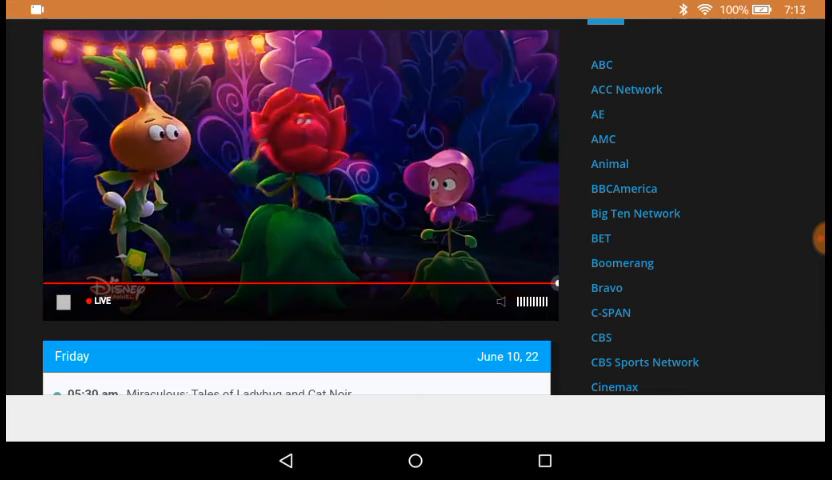 100% 7:13
DISNEY
CHANNEL
LIVE
Friday June 10, 22
05:30 am- Miraculous: Tales of Ladybug and Cat Noir
ABC
ACC Network
AE
AMC
Animal
BBCAmerica
Big Ten Network
BET
Boomerang
Bravo
C-SPAN
CBS
CBS Sports Network
Cinemax